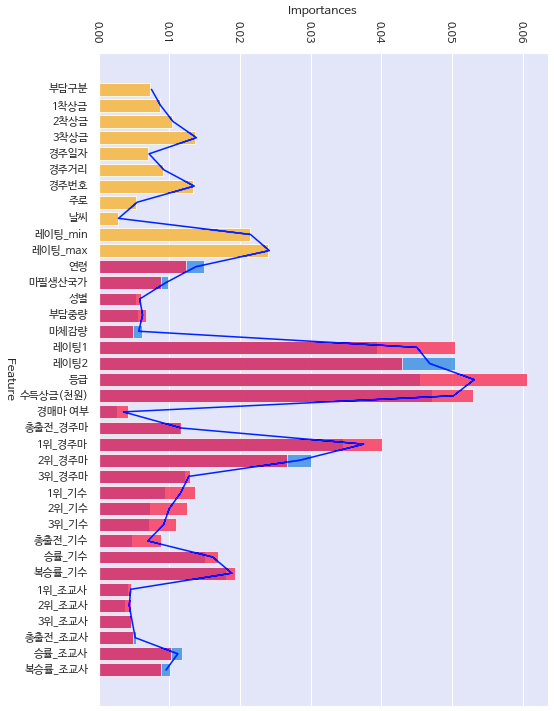 Importances
0.00 0.01 0.02 0.03 0.04 0.05 0.06
Feature
부담구분
1착상금
2착상금
3착상금
경주일자
경주거리
경주번호
주로
날씨
레이팅_min
레이팅_max
연령
마필생산국가
성별
부담중량
마체감량
레이팅1
레이팅2
등급
수득상금(천원)
경매마 여부
총출전_경주마
1위_경주마
2위_경주마
3위_경주마
1위_기수
2위_기수
3위_기수
총출전_기수
승률_기수
복승률_기수
1위_조교사
2위_조교사
3위_조교사
총출전_조교사
승률_조교사
복승률_조교사